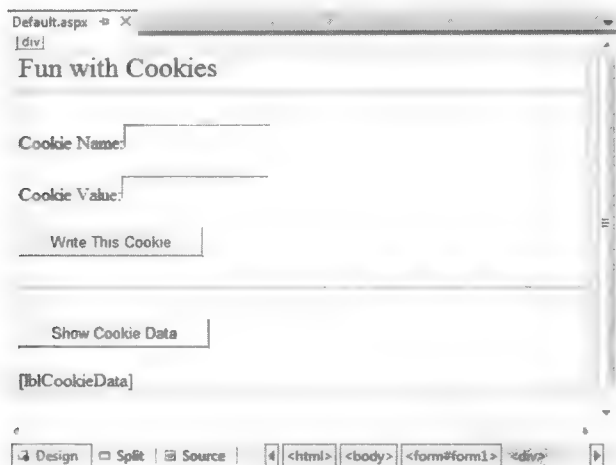 Default.aspx
div
Fun with Cookies
Cookie Name:
Cookie Value:
Write This Cookie
Show Cookie Data
[lblCookieData]
Design Split Source <html> <body> <form#form1> <div>